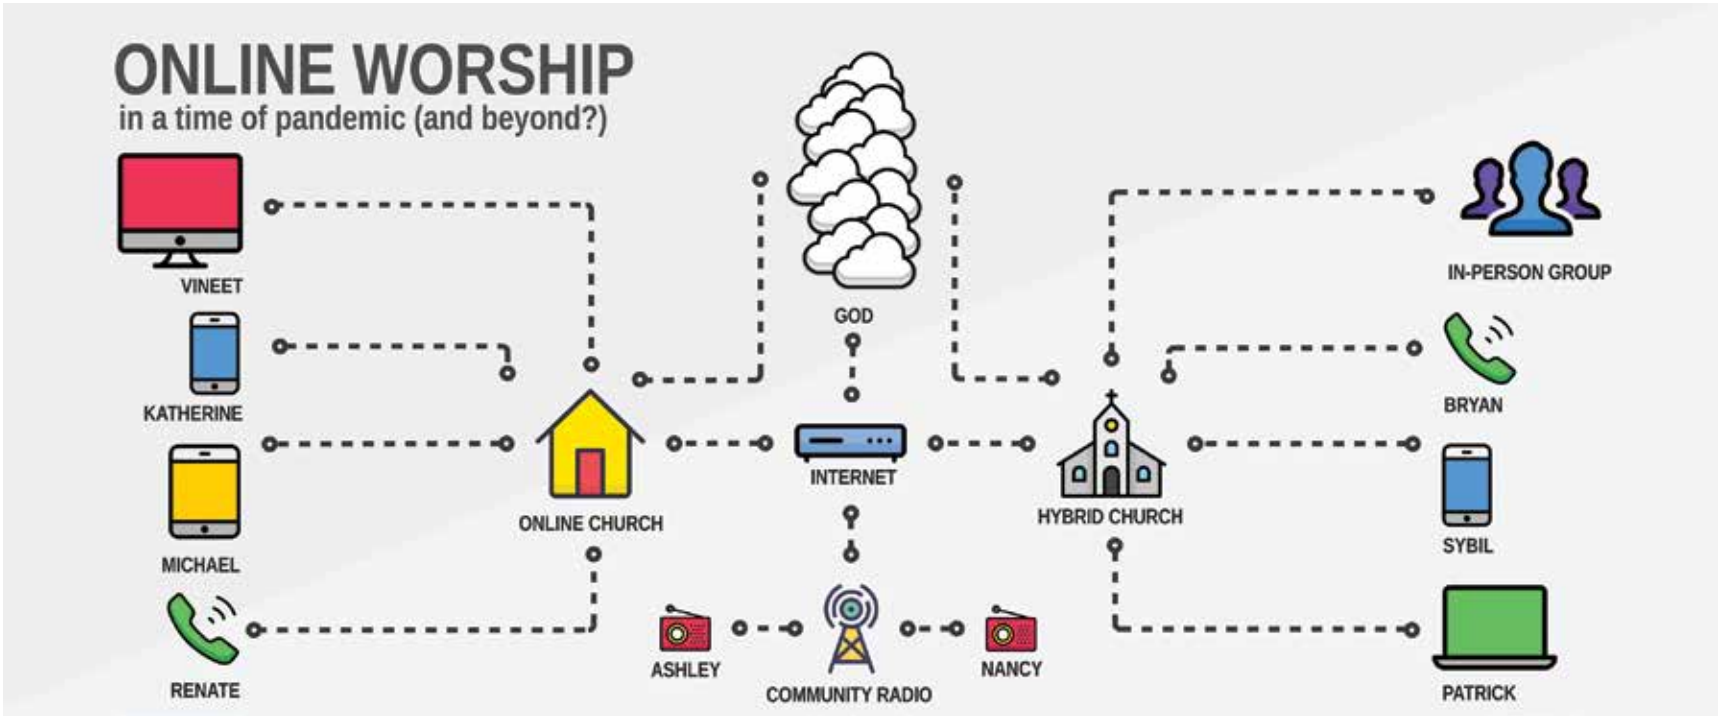 ONLINE WORSHIP
in a time of pandemic (and beyond?)
VINEET
KATHERINE
MICHAEL
RENATE
ONLINE CHURCH
GOD
INTERNET
ASHLEY
COMMUNITY RADIO
NANCY
HYBRID CHURCH
IN-PERSON GROUP
BRYAN
SYBIL
PATRICK